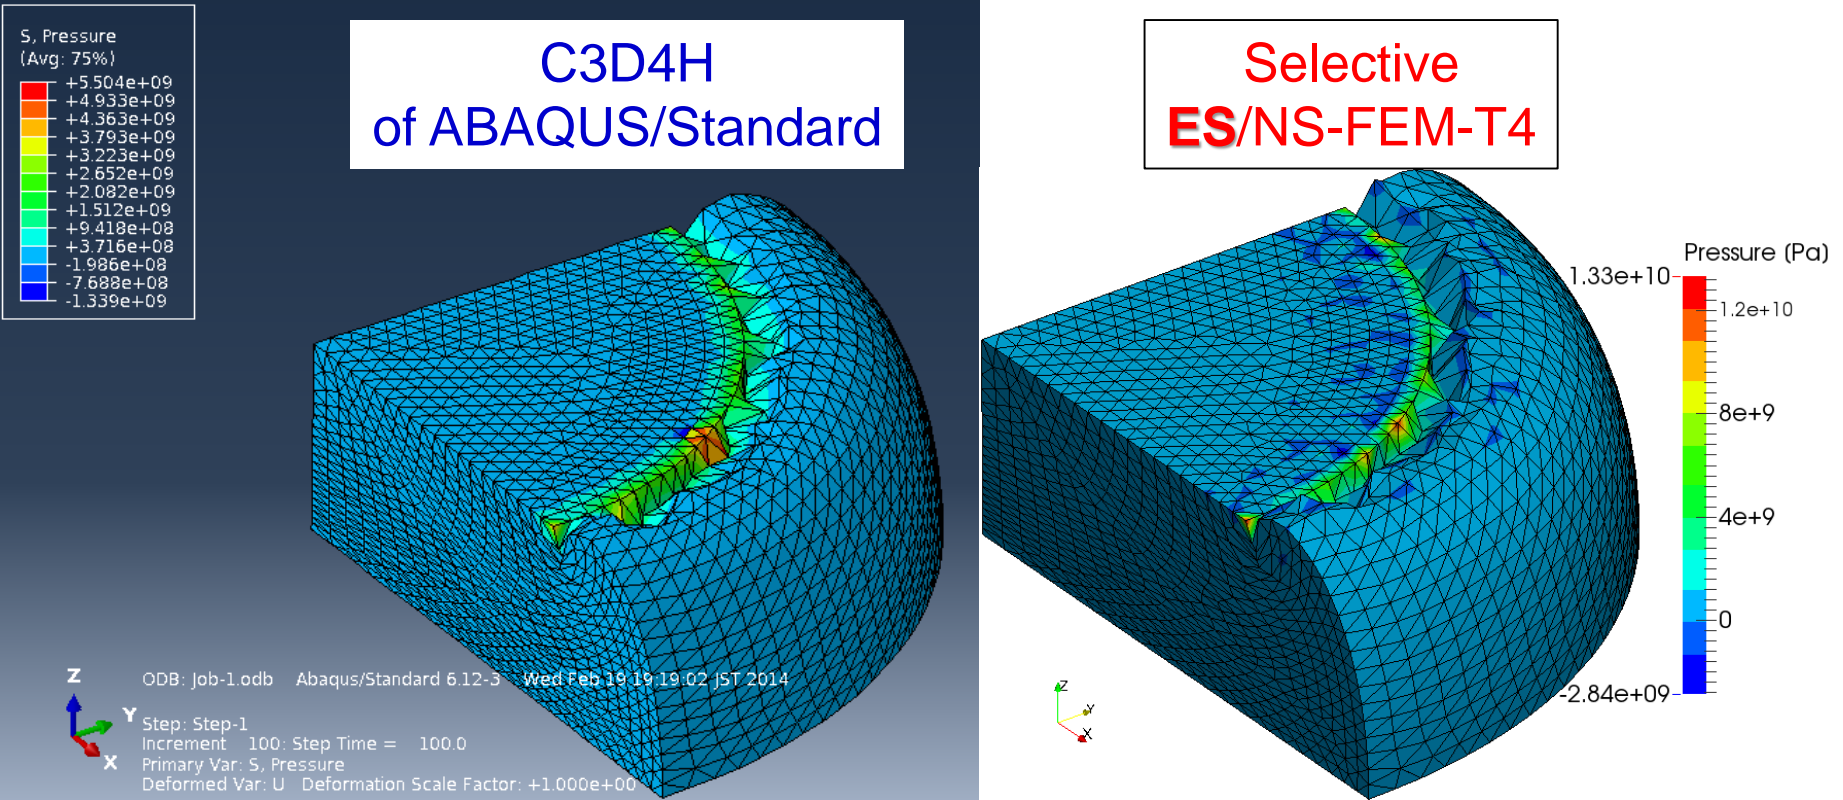 S, Pressure
(Avg: 75%)
+5.504e+09
+4.933e+09
+4.363e+09
+3.793e+09
+3.223e+09
+2.652e+09
+2.082e+09
+1.512e+09
+9.418e+08
+3.716e+08
-1.986e+08
-7.688e+08
-1.339e+09
C3D4H
of ABAQUS/Standard
Z
Y
X
ODB: Job-1.odb Abaqus/Standard 6.12-3 Wed Feb 19 19:19:02 JST 2014
Step: Step-1
Increment 100: Step Time = 100.0
Primary Var: S, Pressure
Deformed Var: U Deformation Scale Factor: +1.000e+00
Selective
ES/NS-FEM-T4
Pressure (Pa)
1.33e+10
1.2e+10
8e+9
4e+9
0
-2.84e+09
Z
Y
X